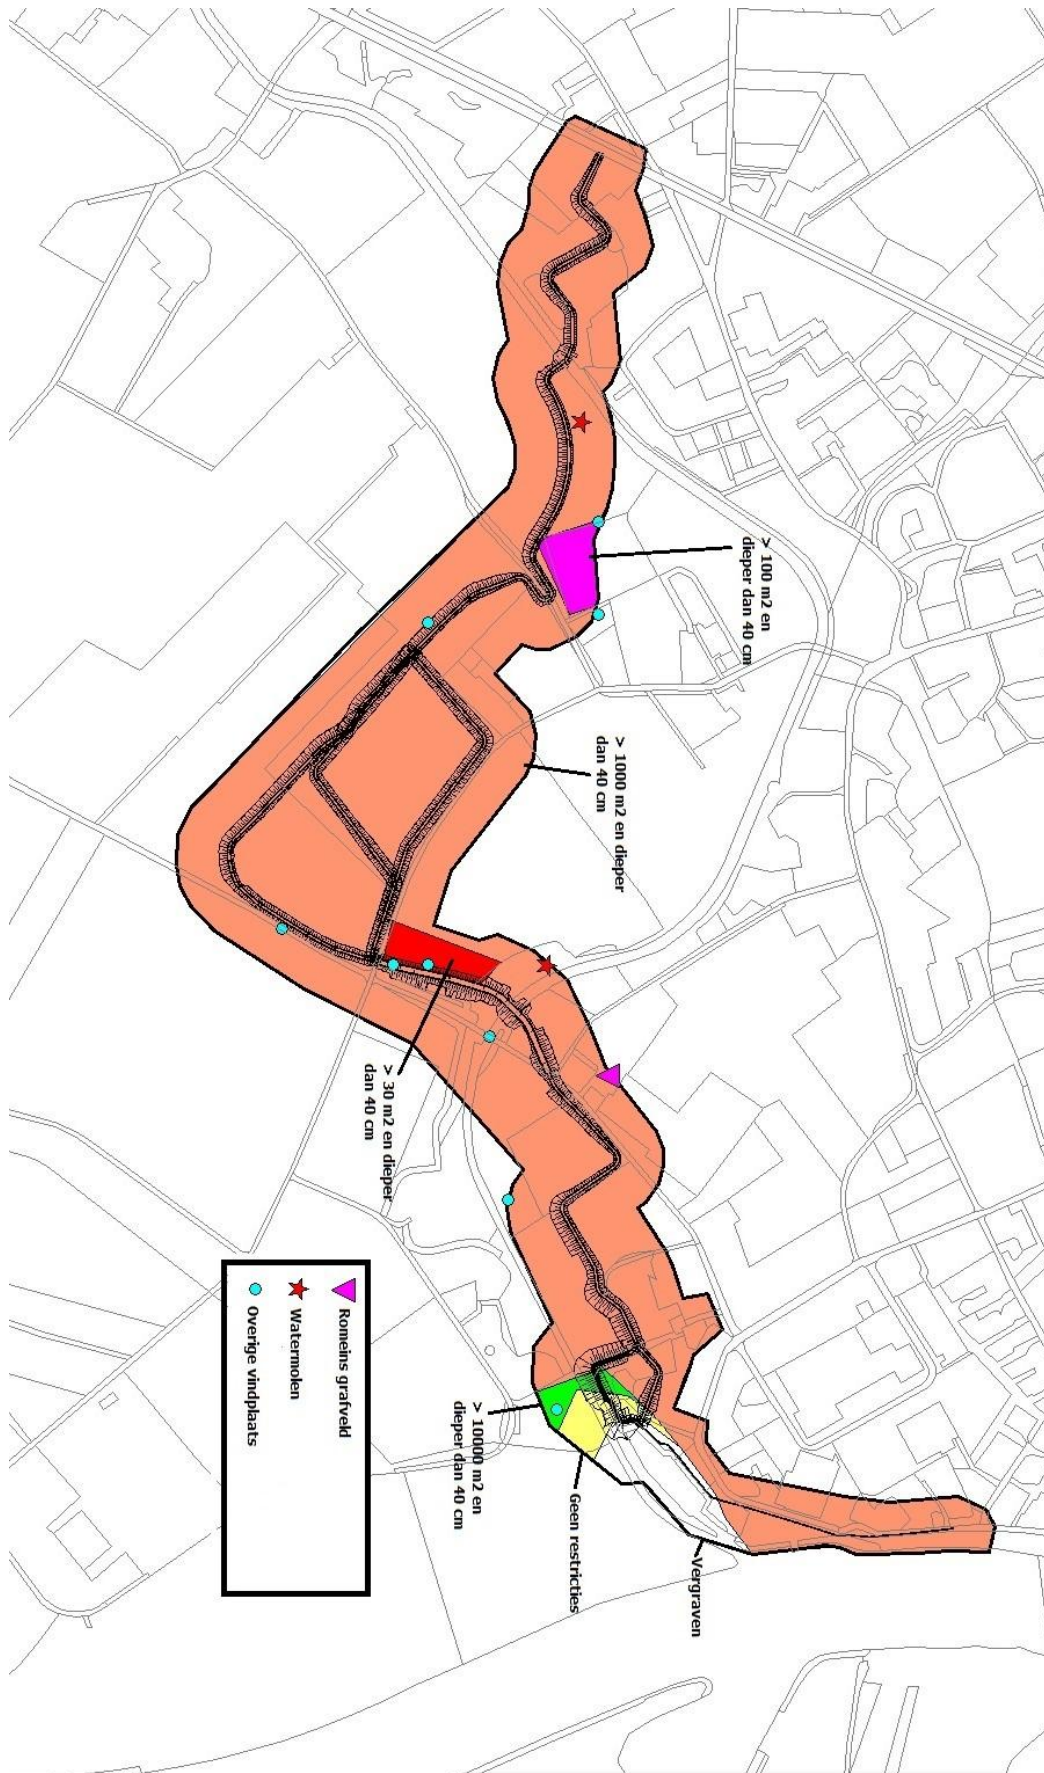 > 100 m2 en
dieper dan 40 cm
> 1000 m2 en dieper
dan 40 cm
> 30 m2 en dieper
dan 40 cm
> 10000 m2 en
dieper dan 40 cm
Geen restricties
Vergraven
Romeins grafveld
Watermolen
Overige vindplaats